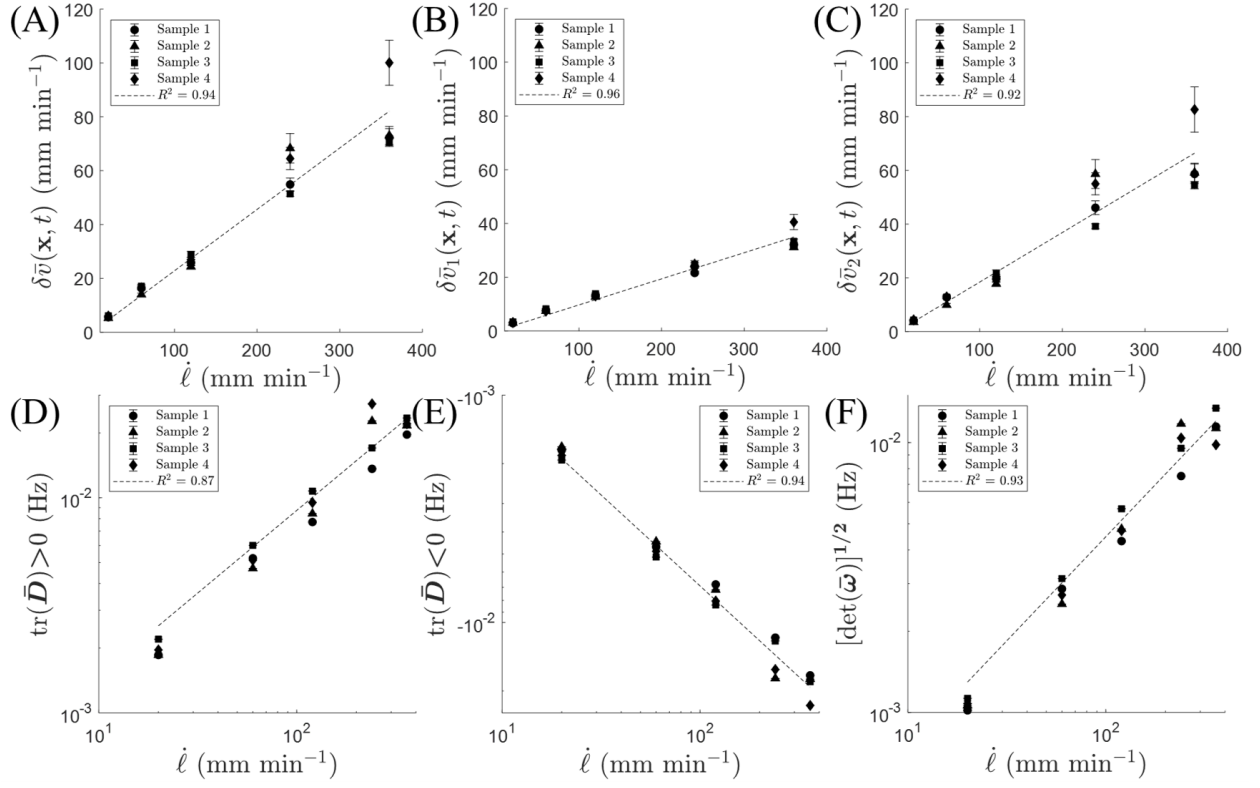 (A)
120
100
80
60
40
20
0
δv̄(x, t) (mm min⁻¹)
Sample 1
Sample 2
Sample 3
Sample 4
R² = 0.94
100
200
300
400
ℓ̇ (mm min⁻¹)
(B)
120
100
80
60
40
20
0
δv̄₁(x, t) (mm min⁻¹)
Sample 1
Sample 2
Sample 3
Sample 4
R² = 0.96
100
200
300
400
ℓ̇ (mm min⁻¹)
(C)
120
100
80
60
40
20
0
δv̄₂(x, t) (mm min⁻¹)
Sample 1
Sample 2
Sample 3
Sample 4
R² = 0.92
100
200
300
400
ℓ̇ (mm min⁻¹)
(D)
10⁻²
10⁻³
tr(D̄)>0 (Hz)
Sample 1
Sample 2
Sample 3
Sample 4
R² = 0.87
10¹
10²
ℓ̇ (mm min⁻¹)
(E)
-10⁻³
-10⁻²
tr(D̄)<0 (Hz)
Sample 1
Sample 2
Sample 3
Sample 4
R² = 0.94
10¹
10²
ℓ̇ (mm min⁻¹)
(F)
10⁻²
10⁻³
[det(ω̄)]^1/2 (Hz)
Sample 1
Sample 2
Sample 3
Sample 4
R² = 0.93
10¹
10²
ℓ̇ (mm min⁻¹)